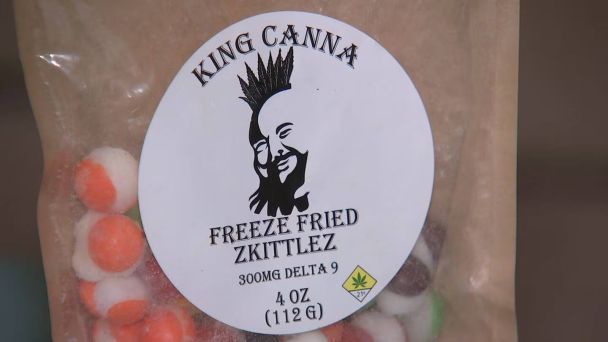 KING CANNA
FREEZE FRIED
ZKITTLEZ
300MG DELTA 9
4 OZ
(112 G)